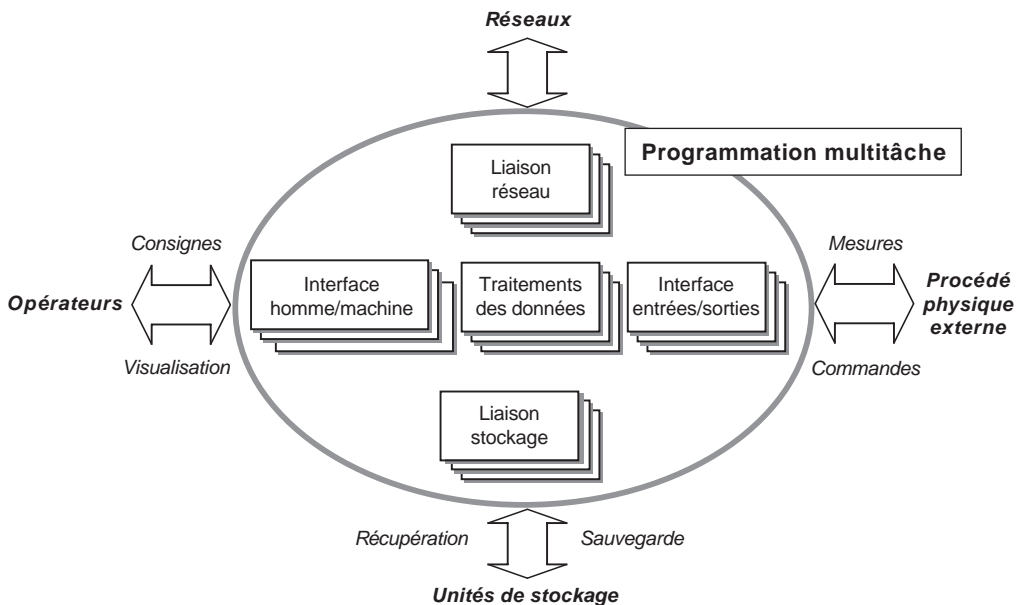 Réseaux
Programmation multitâche
Liaison
réseau
Consignes
Mesures
Interface
homme/machine
Traitements
des données
Interface
entrées/sorties
Opérateurs
Procédé
physique
externe
Visualisation
Commandes
Liaison
stockage
Récupération
Sauvegarde
Unités de stockage